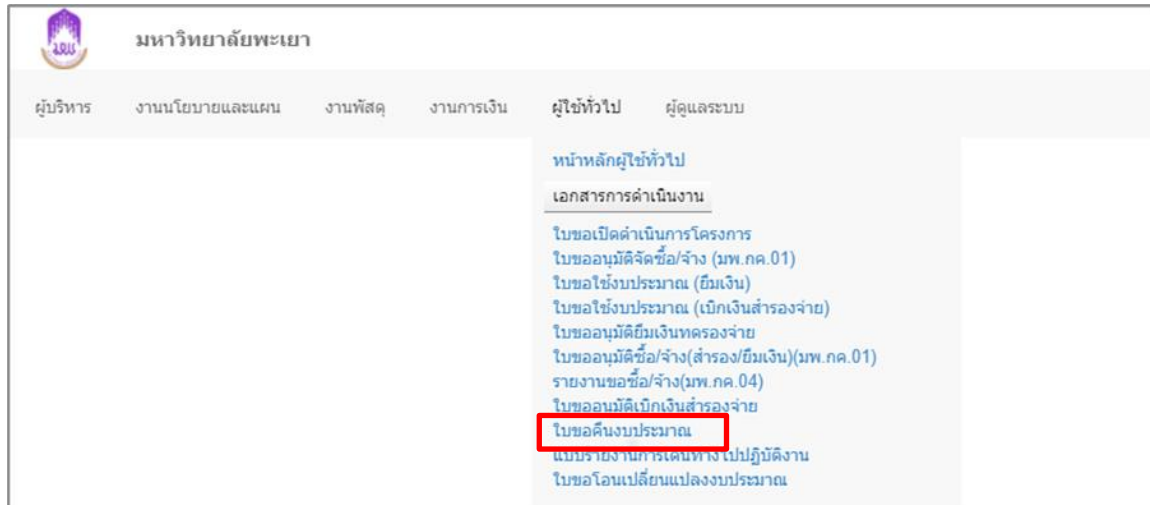 มพย
มหาวิทยาลัยพะเยา
ผู้บริหาร งานนโยบายและแผน งานพัสดุ งานการเงิน ผู้ใช้ทั่วไป ผู้ดูแลระบบ
หน้าหลักผู้ใช้ทั่วไป
เอกสารการดำเนินงาน
ใบขอเปิดดำเนินการโครงการ
ใบขออนุมัติจัดซื้อ/จ้าง (มพ.กค.01)
ใบขอใช้งบประมาณ (ยืมเงิน)
ใบขอใช้งบประมาณ (เบิกเงินสำรองจ่าย)
ใบขออนุมัติยืมเงินทดรองจ่าย
ใบขออนุมัติซื้อ/จ้าง(สำรอง/ยืมเงิน)(มพ.กค.01)
รายงานขอซื้อ/จ้าง(มพ.กค.04)
ใบขออนุมัติเบิกเงินสำรองจ่าย
ใบขอคืนงบประมาณ
แบบรายงานการเดินทางไปปฏิบัติงาน
ใบขอโอนเปลี่ยนแปลงงบประมาณ